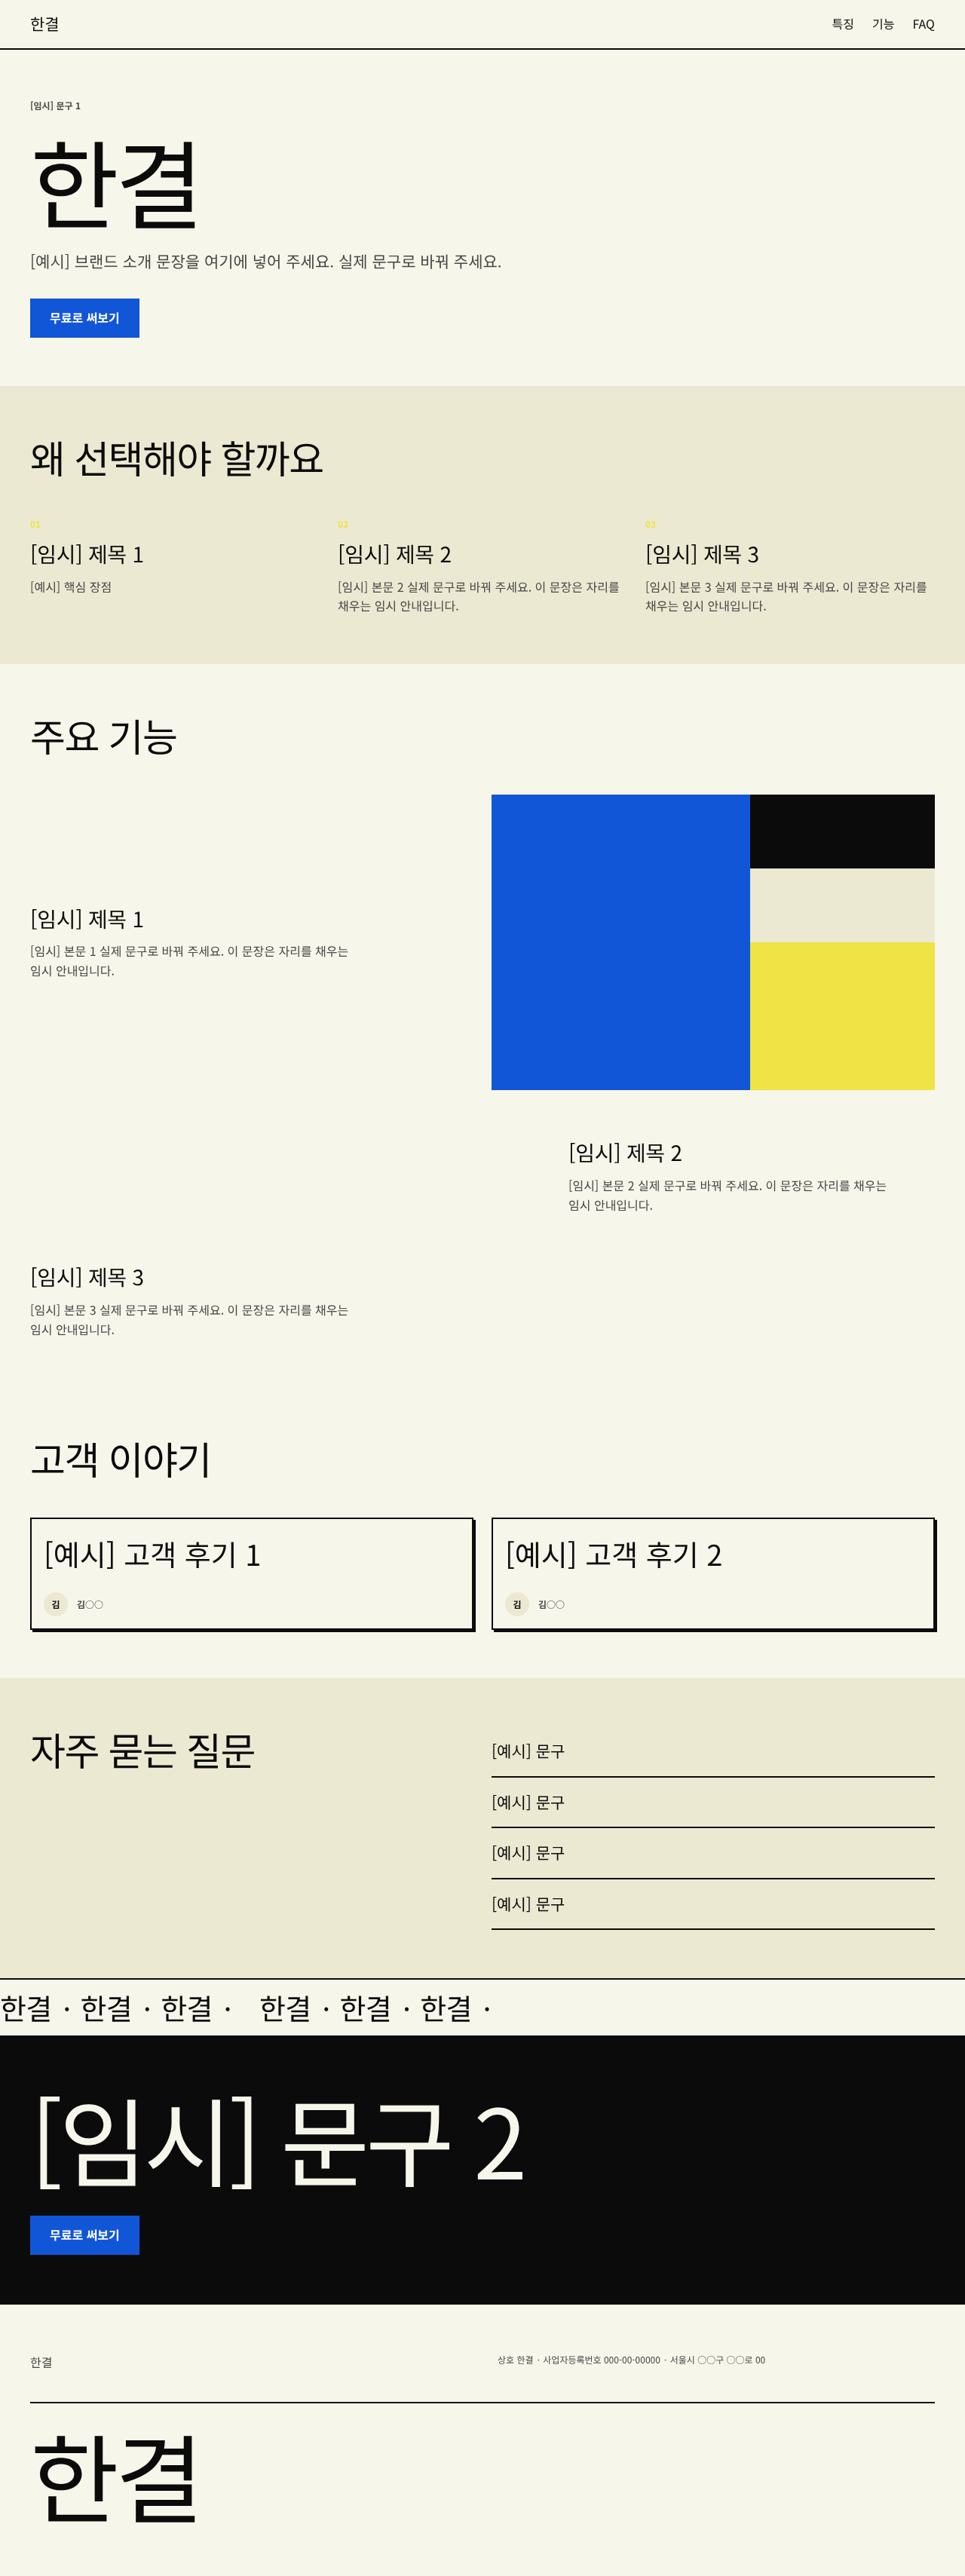 한결
특징 기능 FAQ
[임시] 문구 1
한결
[예시] 브랜드 소개 문장을 여기에 넣어 주세요. 실제 문구로 바꿔 주세요.
무료로 써보기
왜 선택해야 할까요
01
[임시] 제목 1
[예시] 핵심 장점
02
[임시] 제목 2
[임시] 본문 2 실제 문구로 바꿔 주세요. 이 문장은 자리를
채우는 임시 안내입니다.
03
[임시] 제목 3
[임시] 본문 3 실제 문구로 바꿔 주세요. 이 문장은 자리를
채우는 임시 안내입니다.
주요 기능
[임시] 제목 1
[임시] 본문 1 실제 문구로 바꿔 주세요. 이 문장은 자리를 채우는
임시 안내입니다.
[임시] 제목 2
[임시] 본문 2 실제 문구로 바꿔 주세요. 이 문장은 자리를 채우는
임시 안내입니다.
[임시] 제목 3
[임시] 본문 3 실제 문구로 바꿔 주세요. 이 문장은 자리를 채우는
임시 안내입니다.
고객 이야기
[예시] 고객 후기 1
김 김〇〇
[예시] 고객 후기 2
김 김〇〇
자주 묻는 질문
[예시] 문구
[예시] 문구
[예시] 문구
[예시] 문구
한결 · 한결 · 한결 · 한결 · 한결 · 한결 ·
[임시] 문구 2
무료로 써보기
한결
상호 한결 · 사업자등록번호 000-00-00000 · 서울시 〇〇구 〇〇로 00
한결